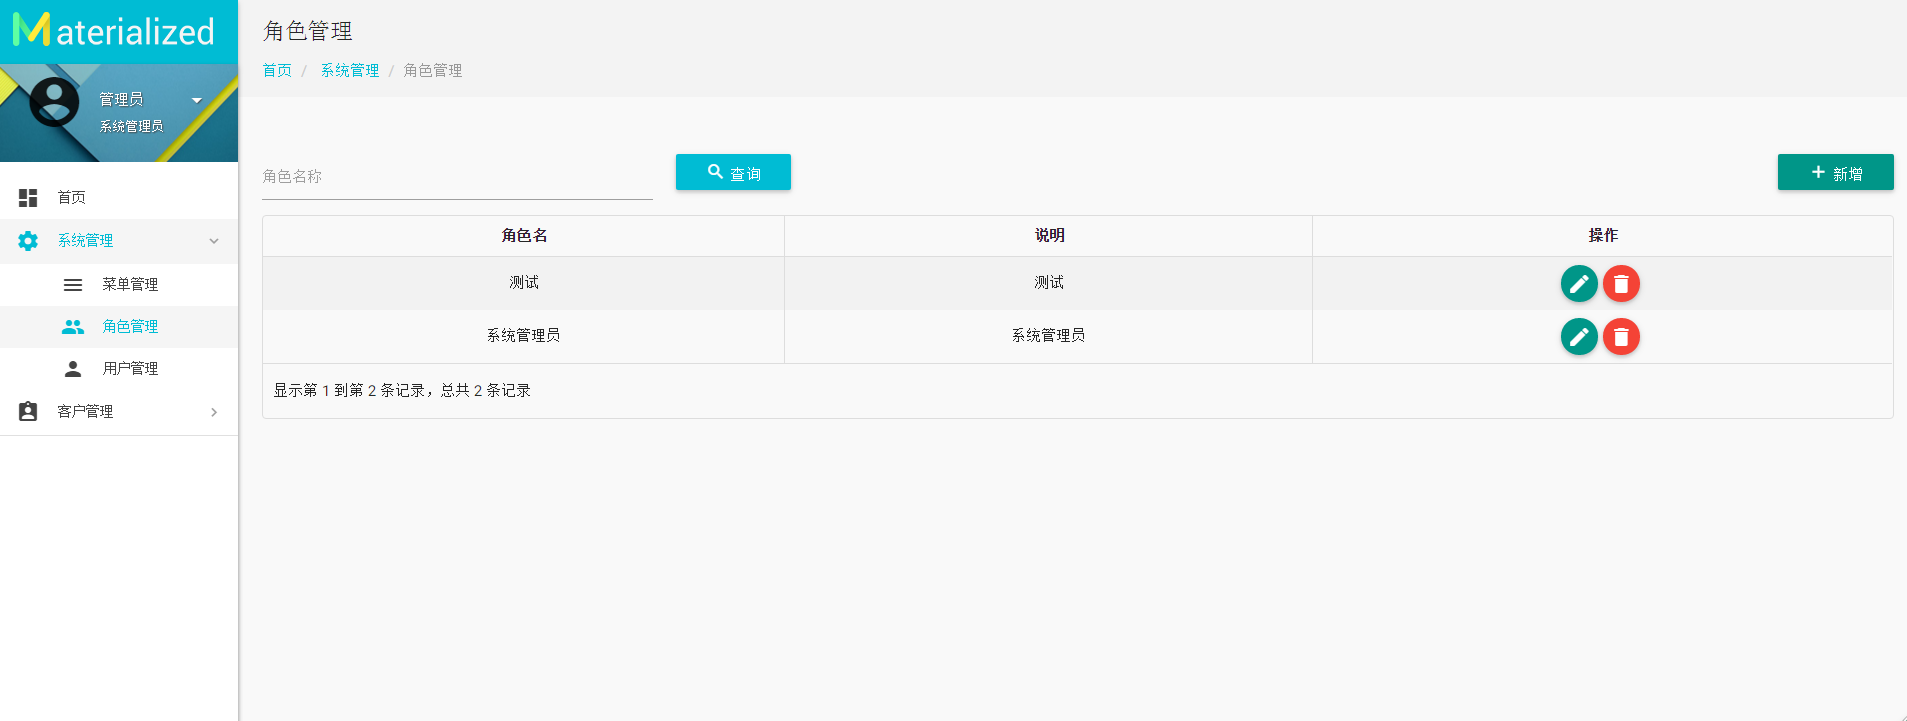 Materialized
管理员
系统管理员
首页
系统管理
菜单管理
角色管理
用户管理
客户管理
角色管理
首页 / 系统管理 / 角色管理
角色名称
查询
新增
角色名 说明 操作
测试 测试
系统管理员 系统管理员
显示第 1 到第 2 条记录，总共 2 条记录